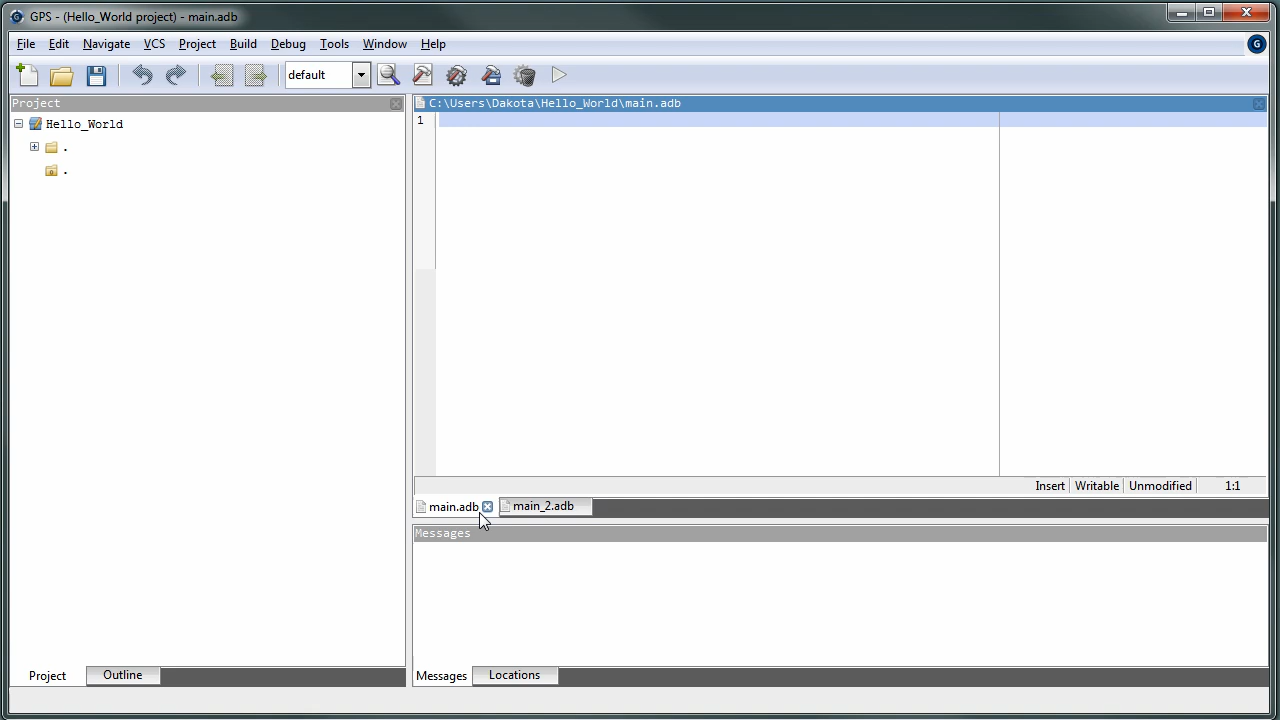 GPS - (Hello_World project) - main.adb
File Edit Navigate VCS Project Build Debug Tools Window Help
G
default
Project
C:\Users\Dakota\Hello_World\main.adb
Hello_World
1
.
.
Insert Writable Unmodified 1:1
main.adb main_2.adb
Messages
Project Outline
Messages Locations